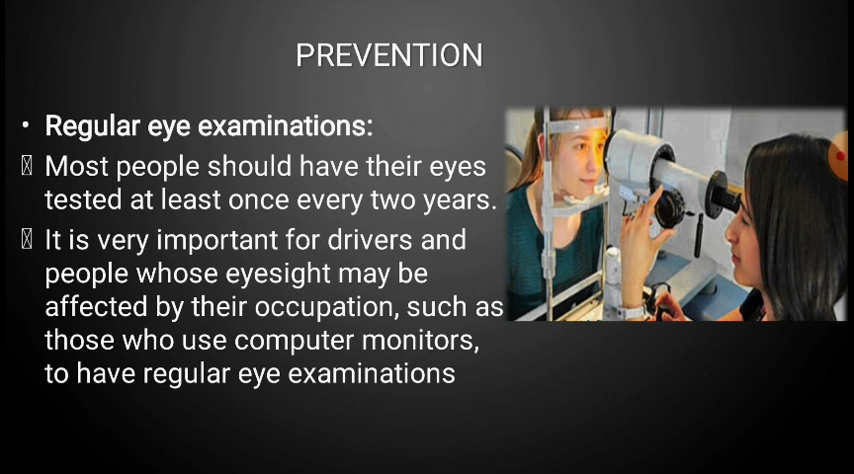 PREVENTION
• Regular eye examinations:
Most people should have their eyes
tested at least once every two years.
It is very important for drivers and
people whose eyesight may be
affected by their occupation, such as
those who use computer monitors,
to have regular eye examinations